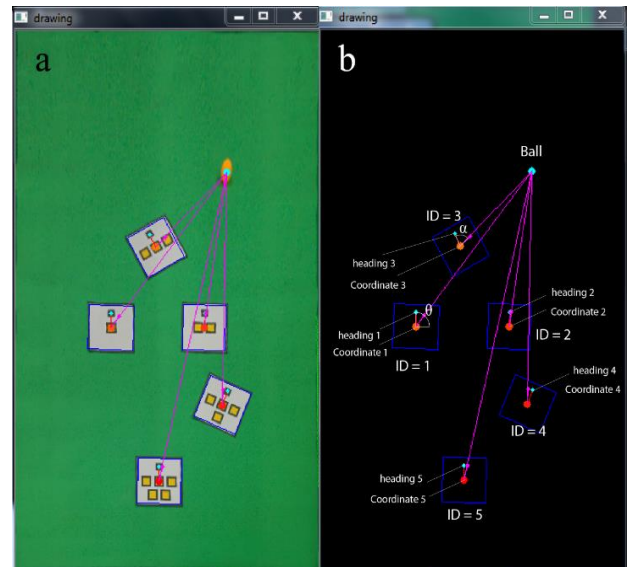 drawing
drawing
a
b
Ball
ID = 3
α
heading 3
Coordinate 3
θ
heading 1
Coordinate 1
ID = 1
heading 2
Coordinate 2
ID = 2
heading 4
Coordinate 4
ID = 4
heading 5
Coordinate 5
ID = 5